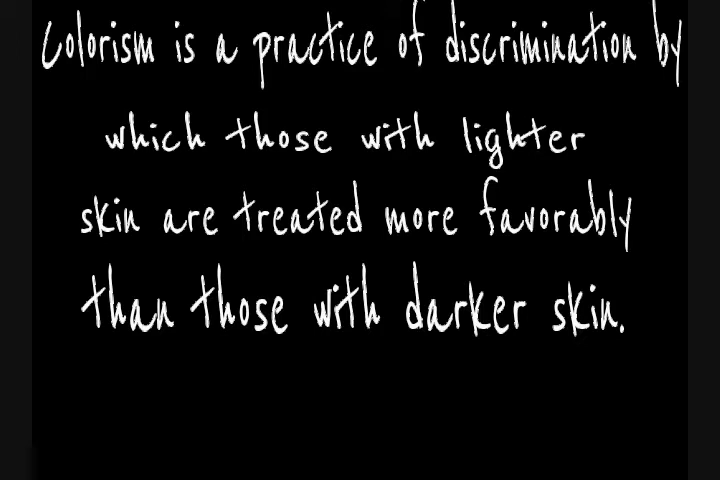 Colorism is a practice of discrimination by
which those with lighter
skin are treated more favorably
than those with darker skin.